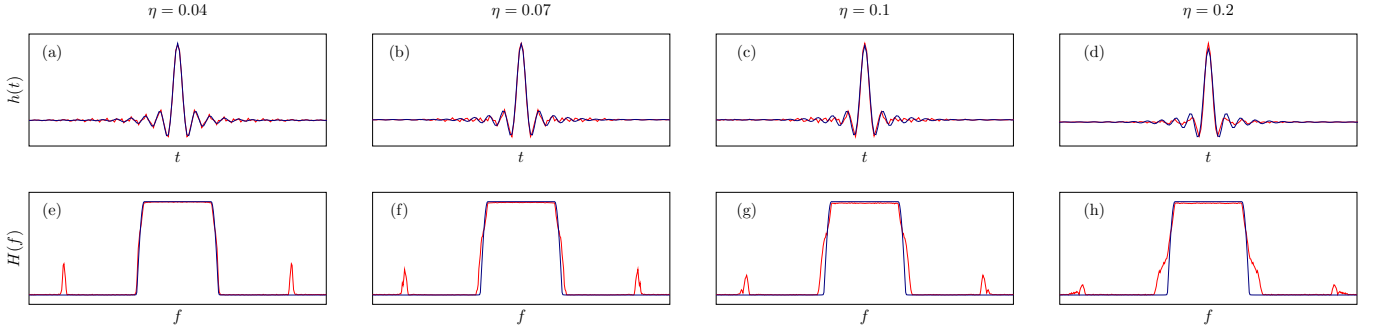 η = 0.04 η = 0.07 η = 0.1 η = 0.2
h(t) (a) (b) (c) (d)
t t t t
H(f) (e) (f) (g) (h)
f f f f